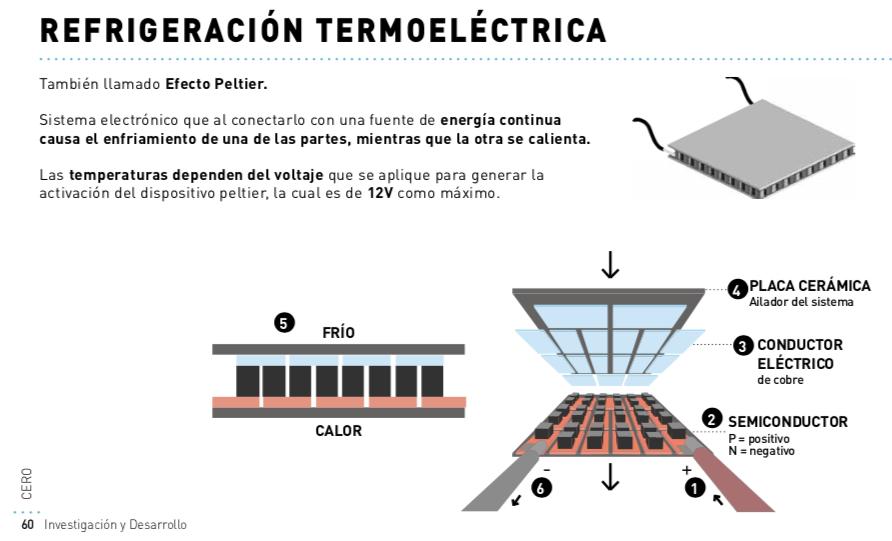 REFRIGERACIÓN TERMOELÉCTRICA
También llamado Efecto Peltier.
Sistema electrónico que al conectarlo con una fuente de energía continua
causa el enfriamiento de una de las partes, mientras que la otra se calienta.
Las temperaturas dependen del voltaje que se aplique para generar la
activación del dispositivo peltier, la cual es de 12V como máximo.
5
FRÍO
CALOR
4 PLACA CERÁMICA
Ailador del sistema
3 CONDUCTOR
ELÉCTRICO
de cobre
2 SEMICONDUCTOR
P = positivo
N = negativo
- +
6 1
CERO
60 Investigación y Desarrollo